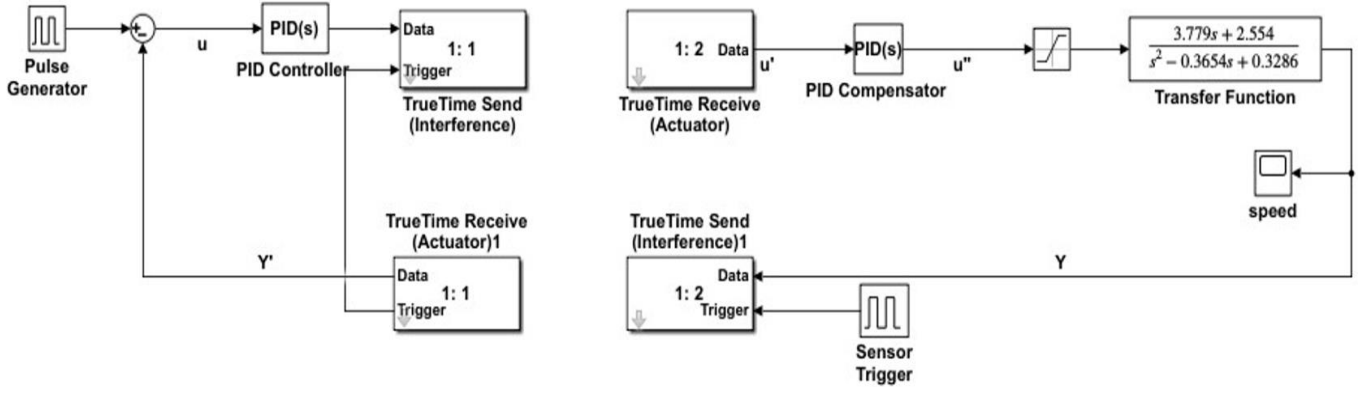 Pulse
Generator
+
−
u
PID(s)
PID Controller
Data
1: 1
Trigger
TrueTime Send
(Interference)
1: 2 Data
TrueTime Receive
(Actuator)
u'
PID(s)
PID Compensator
u"
3.779s + 2.554
s² − 0.3654s + 0.3286
Transfer Function
speed
TrueTime Receive
(Actuator)1
Y'
Data
1: 1
Trigger
TrueTime Send
(Interference)1
Data
1: 2
Trigger
Y
Sensor
Trigger